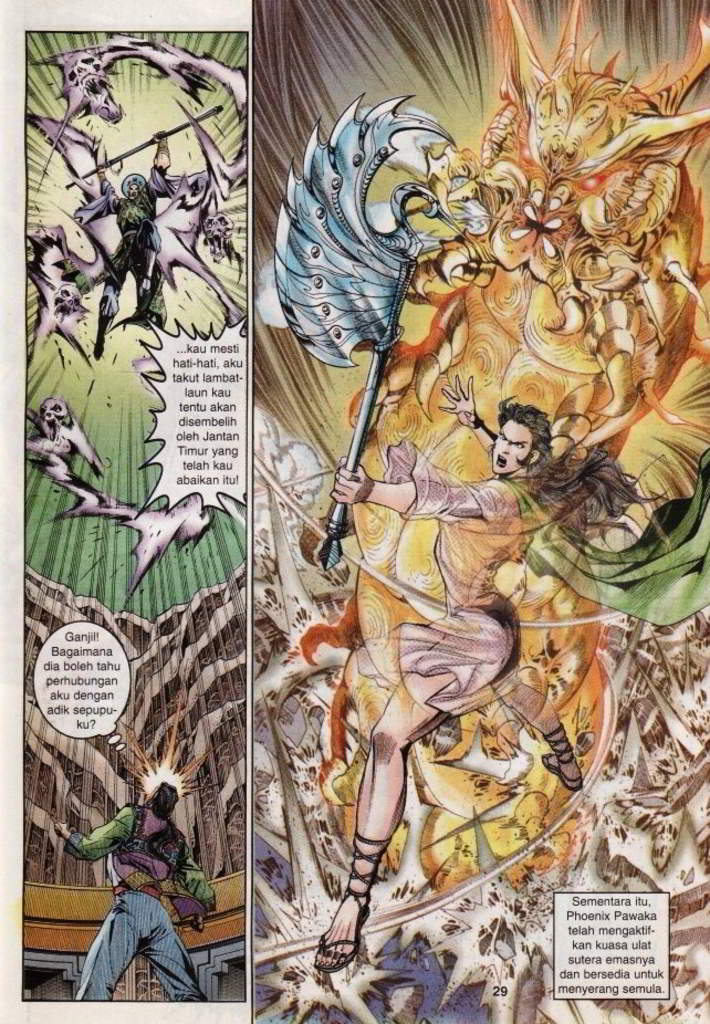 ...kau mesti
hati-hati, aku
takut lambat-
laun kau
tentu akan
disembelih
oleh Jantan
Timur yang
telah kau
abaikan itu!
Ganjil!
Bagaimana
dia boleh tahu
perhubungan
aku dengan
adik sepupu-
ku?
Sementara itu,
Phoenix Pawaka
telah mengaktif-
kan kuasa ulat
sutera emasnya
dan bersedia untuk
menyerang semula.
29